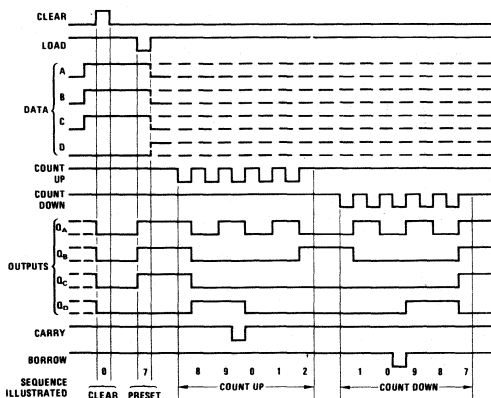 CLEAR
LOAD
DATA
A
B
C
D
COUNT UP
COUNT DOWN
OUTPUTS
QA
QB
QC
QD
CARRY
BORROW
SEQUENCE ILLUSTRATED
0 7 8 9 0 1 2 1 0 9 8 7
CLEAR PRESET COUNT UP COUNT DOWN